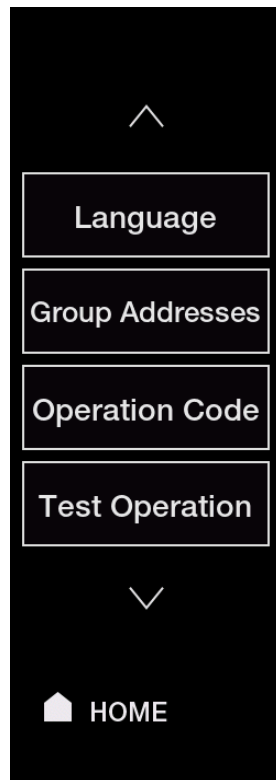 Language
Group Addresses
Operation Code
Test Operation
HOME